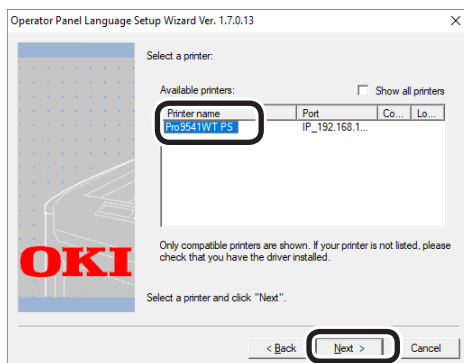 Operator Panel Language Setup Wizard Ver. 1.7.0.13
Select a printer:
Available printers:
Show all printers
Printer name Port Co... Lo...
Pro9541WT PS IP_192.168.1...
Only compatible printers are shown. If your printer is not listed, please
check that you have the driver installed.
OKI
Select a printer and click "Next".
< Back Next > Cancel